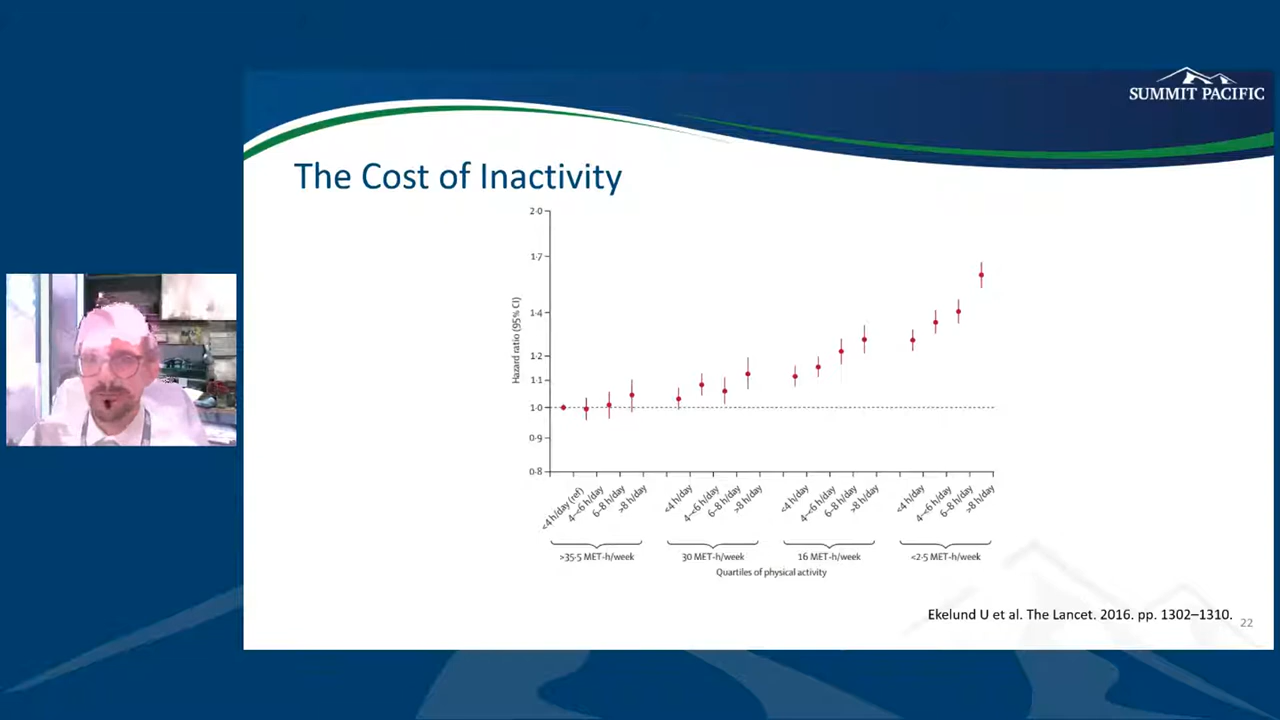 SUMMIT PACIFIC
The Cost of Inactivity
Hazard ratio (95% CI)
2·0
1·7
1·4
1·2
1·1
1·0
0·9
0·8
<4 h/day (ref)
4–<6 h/day
6–8 h/day
>8 h/day
<4 h/day
4–<6 h/day
6–8 h/day
>8 h/day
<4 h/day
4–<6 h/day
6–8 h/day
>8 h/day
<4 h/day
4–<6 h/day
6–8 h/day
>8 h/day
>35·5 MET-h/week
30 MET-h/week
16 MET-h/week
<2·5 MET-h/week
Quartiles of physical activity
Ekelund U et al. The Lancet. 2016. pp. 1302–1310.
22